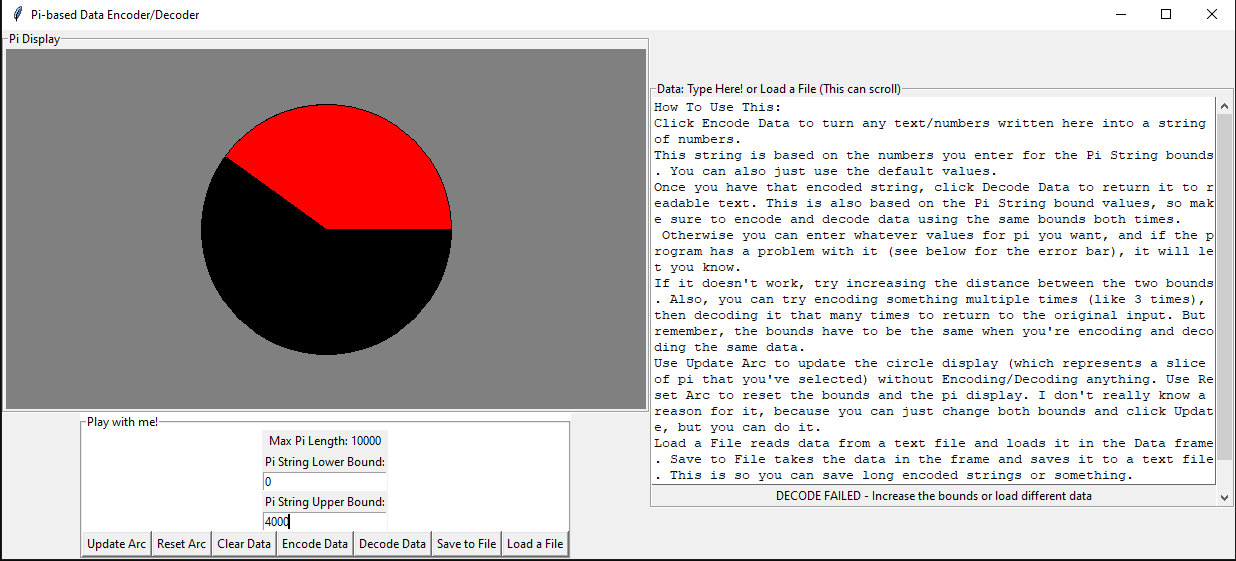 Pi-based Data Encoder/Decoder
Pi Display
Data: Type Here! or Load a File (This can scroll)
How To Use This:
Click Encode Data to turn any text/numbers written here into a string
of numbers.
This string is based on the numbers you enter for the Pi String bounds
. You can also just use the default values.
Once you have that encoded string, click Decode Data to return it to r
eadable text. This is also based on the Pi String bound values, so mak
e sure to encode and decode data using the same bounds both times.
 Otherwise you can enter whatever values for pi you want, and if the p
rogram has a problem with it (see below for the error bar), it will le
t you know.
If it doesn't work, try increasing the distance between the two bounds
. Also, you can try encoding something multiple times (like 3 times),
then decoding it that many times to return to the original input. But
remember, the bounds have to be the same when you're encoding and deco
ding the same data.
Use Update Arc to update the circle display (which represents a slice
of pi that you've selected) without Encoding/Decoding anything. Use Re
set Arc to reset the bounds and the pi display. I don't really know a
reason for it, because you can just change both bounds and click Updat
e, but you can do it.
Load a File reads data from a text file and loads it in the Data frame
. Save to File takes the data in the frame and saves it to a text file
. This is so you can save long encoded strings or something.
DECODE FAILED - Increase the bounds or load different data
Play with me!
Max Pi Length: 10000
Pi String Lower Bound:
0
Pi String Upper Bound:
4000
Update Arc Reset Arc Clear Data Encode Data Decode Data Save to File Load a File